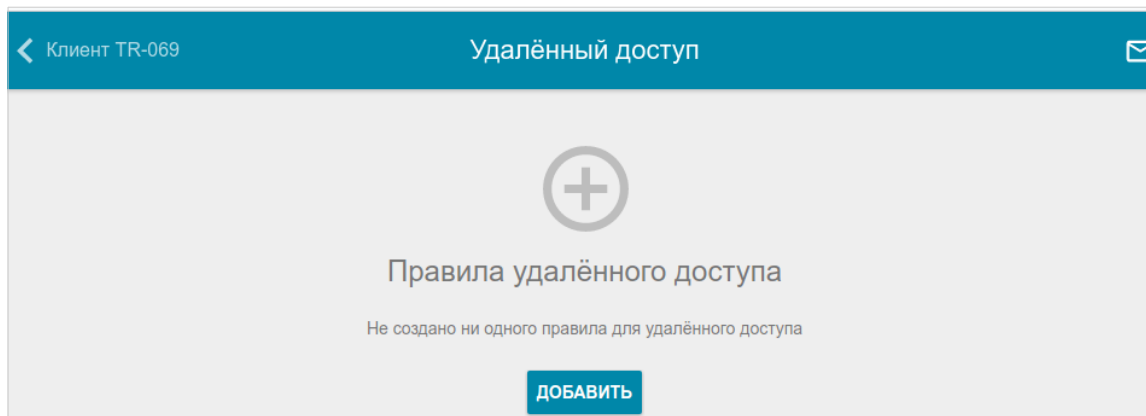 Клиент TR-069
Удалённый доступ
Правила удалённого доступа
Не создано ни одного правила для удалённого доступа
ДОБАВИТЬ